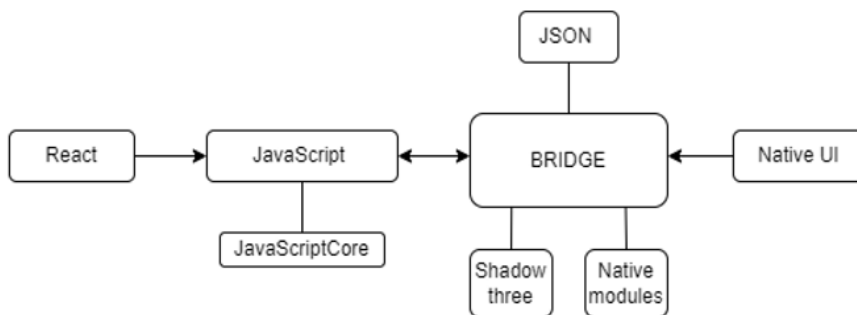 JSON
React
JavaScript
BRIDGE
Native UI
JavaScriptCore
Shadow
three
Native
modules